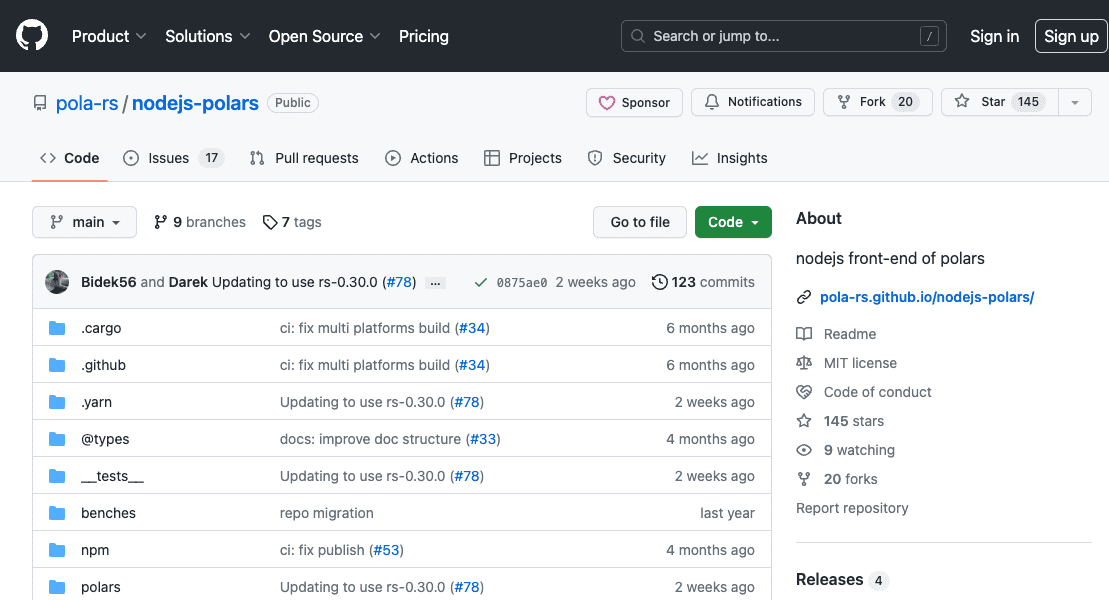 Product Solutions Open Source Pricing Search or jump to... / Sign in Sign up
pola-rs / nodejs-polars Public Sponsor Notifications Fork 20 Star 145
Code Issues 17 Pull requests Actions Projects Security Insights
main 9 branches 7 tags Go to file Code
Bidek56 and Darek Updating to use rs-0.30.0 (#78) ... 0875ae0 2 weeks ago 123 commits
.cargo ci: fix multi platforms build (#34) 6 months ago
.github ci: fix multi platforms build (#34) 6 months ago
.yarn Updating to use rs-0.30.0 (#78) 2 weeks ago
@types docs: improve doc structure (#33) 4 months ago
__tests__ Updating to use rs-0.30.0 (#78) 2 weeks ago
benches repo migration last year
npm ci: fix publish (#53) 4 months ago
polars Updating to use rs-0.30.0 (#78) 2 weeks ago
About
nodejs front-end of polars
pola-rs.github.io/nodejs-polars/
Readme
MIT license
Code of conduct
145 stars
9 watching
20 forks
Report repository
Releases 4